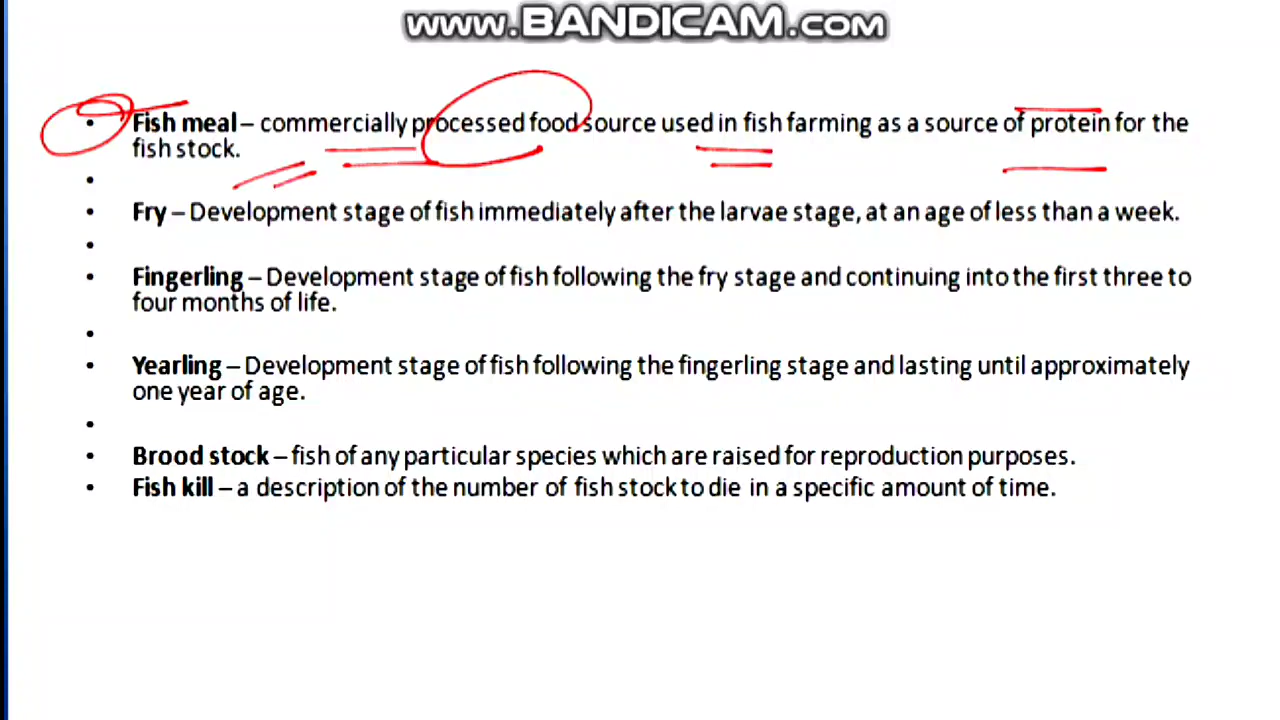 www.BANDICAM.com
• Fish meal – commercially processed food source used in fish farming as a source of protein for the
fish stock.
•
• Fry – Development stage of fish immediately after the larvae stage, at an age of less than a week.
•
• Fingerling – Development stage of fish following the fry stage and continuing into the first three to
four months of life.
•
• Yearling – Development stage of fish following the fingerling stage and lasting until approximately
one year of age.
•
• Brood stock – fish of any particular species which are raised for reproduction purposes.
• Fish kill – a description of the number of fish stock to die in a specific amount of time.